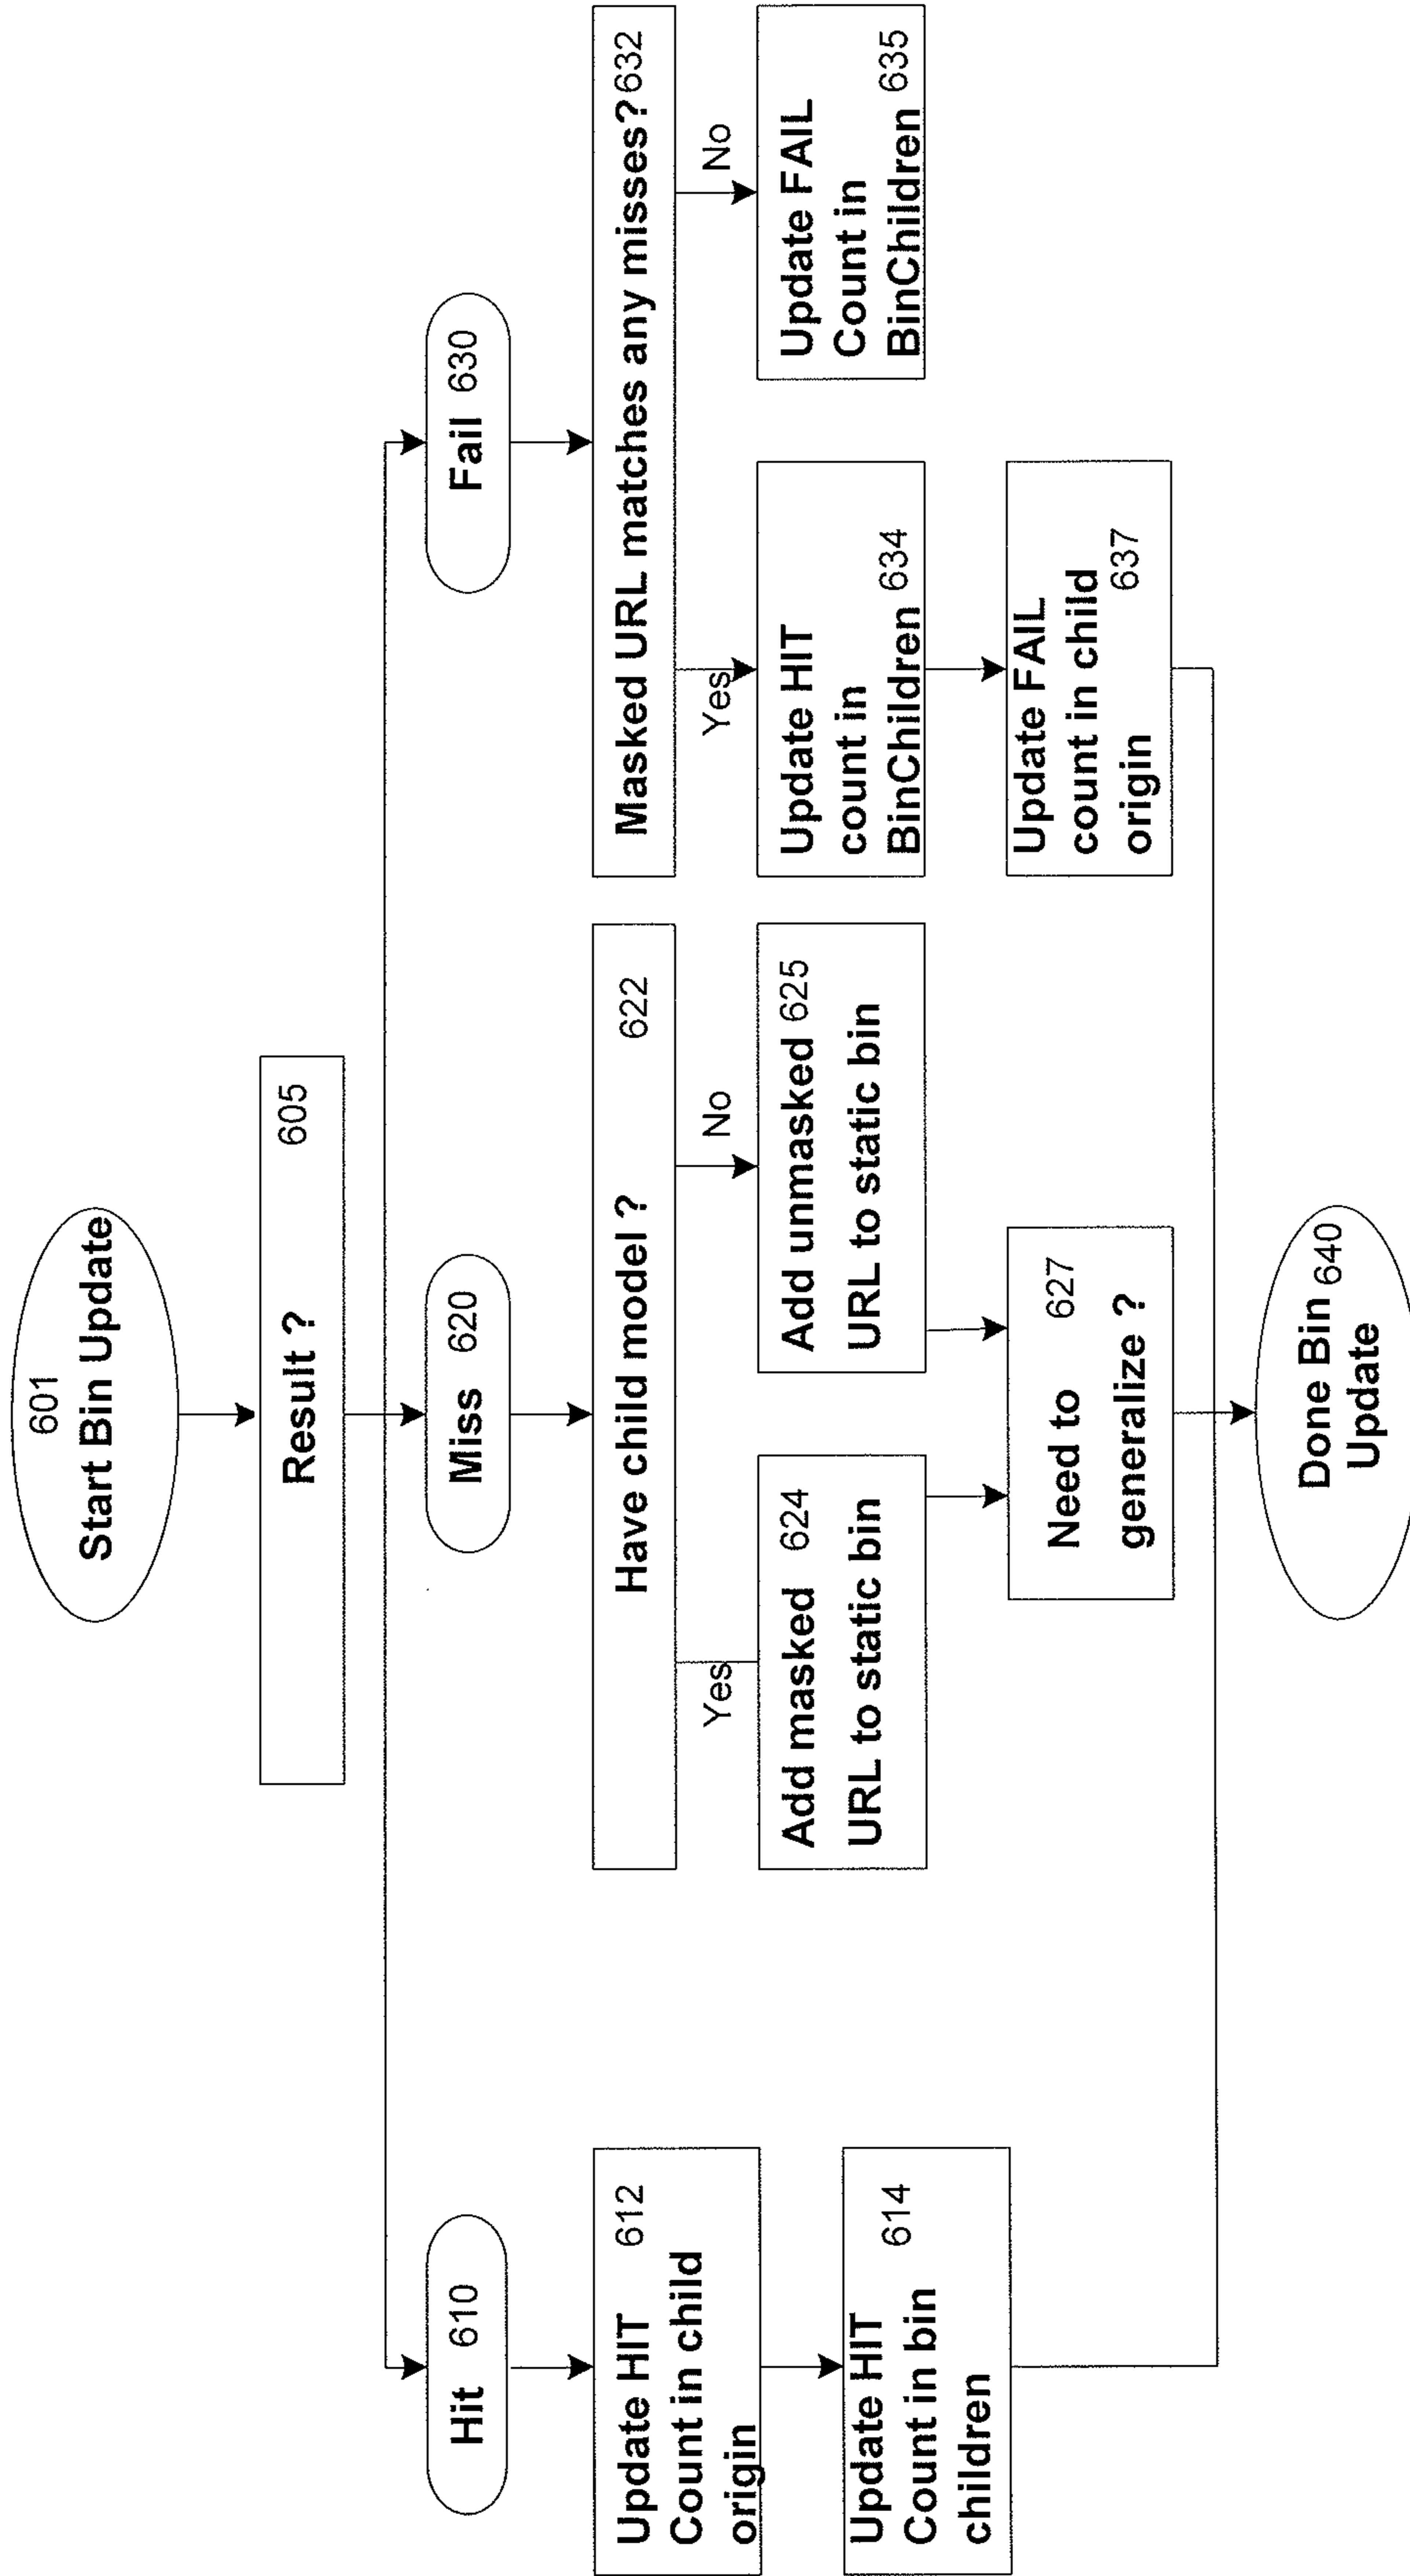 601
Start Bin Update
Result ? 605
Hit 610
Miss 620
Fail 630
Update HIT 612
Count in child
origin
Have child model ? 622
Masked URL matches any misses? 632
Yes
No
Yes
No
Update HIT
Count in bin 614
children
Add masked 624
URL to static bin
Add unmasked 625
URL to static bin
Update HIT
count in
BinChildren 634
Update FAIL
Count in
BinChildren 635
Need to 627
generalize ?
Update FAIL
count in child
origin 637
Done Bin 640
Update